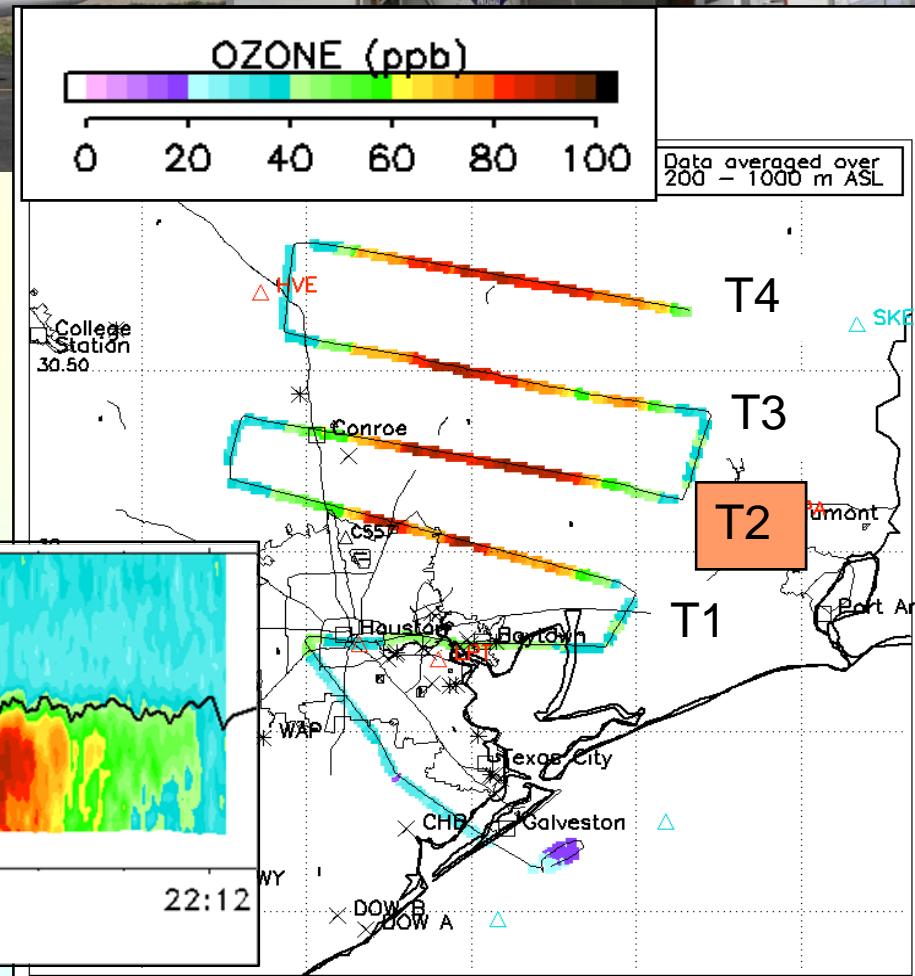 OZONE (ppb)
0 20 40 60 80 100
Data averaged over
200 – 1000 m ASL
T4
HVE
SKE
College
Station
30.50
T3
Conroe
T2
umont
C557
T1
Port Ar
Houston
Baytown
LPT
WAP
Texas City
CHB
Galveston
WY
22:12
DOW B
DOW A